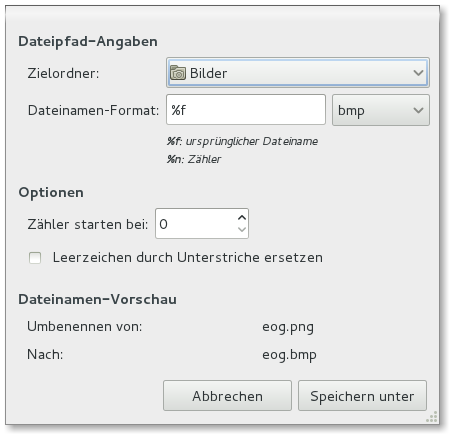 Dateipfad-Angaben
Zielordner: Bilder
Dateinamen-Format: %f bmp
%f: ursprünglicher Dateiname
%n: Zähler
Optionen
Zähler starten bei: 0
Leerzeichen durch Unterstriche ersetzen
Dateinamen-Vorschau
Umbenennen von: eog.png
Nach: eog.bmp
Abbrechen Speichern unter